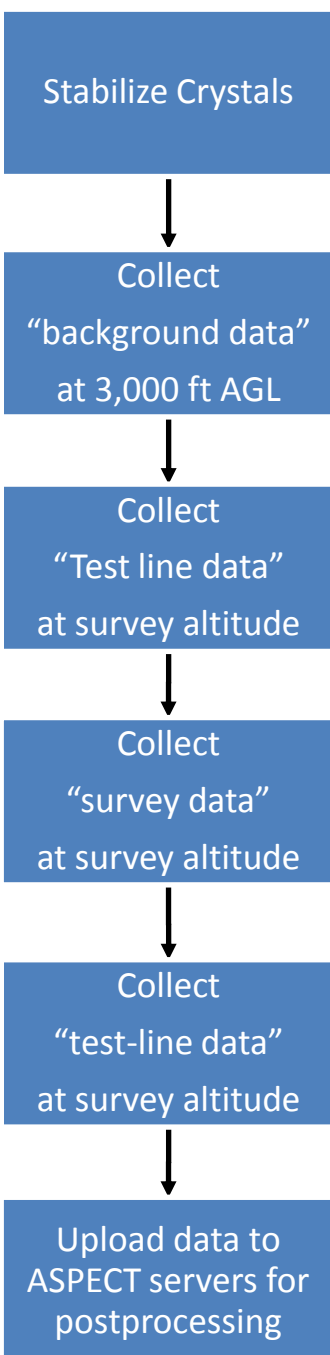 Stabilize Crystals
Collect
“background data”
at 3,000 ft AGL
Collect
“Test line data”
at survey altitude
Collect
“survey data”
at survey altitude
Collect
“test-line data”
at survey altitude
Upload data to
ASPECT servers for
postprocessing